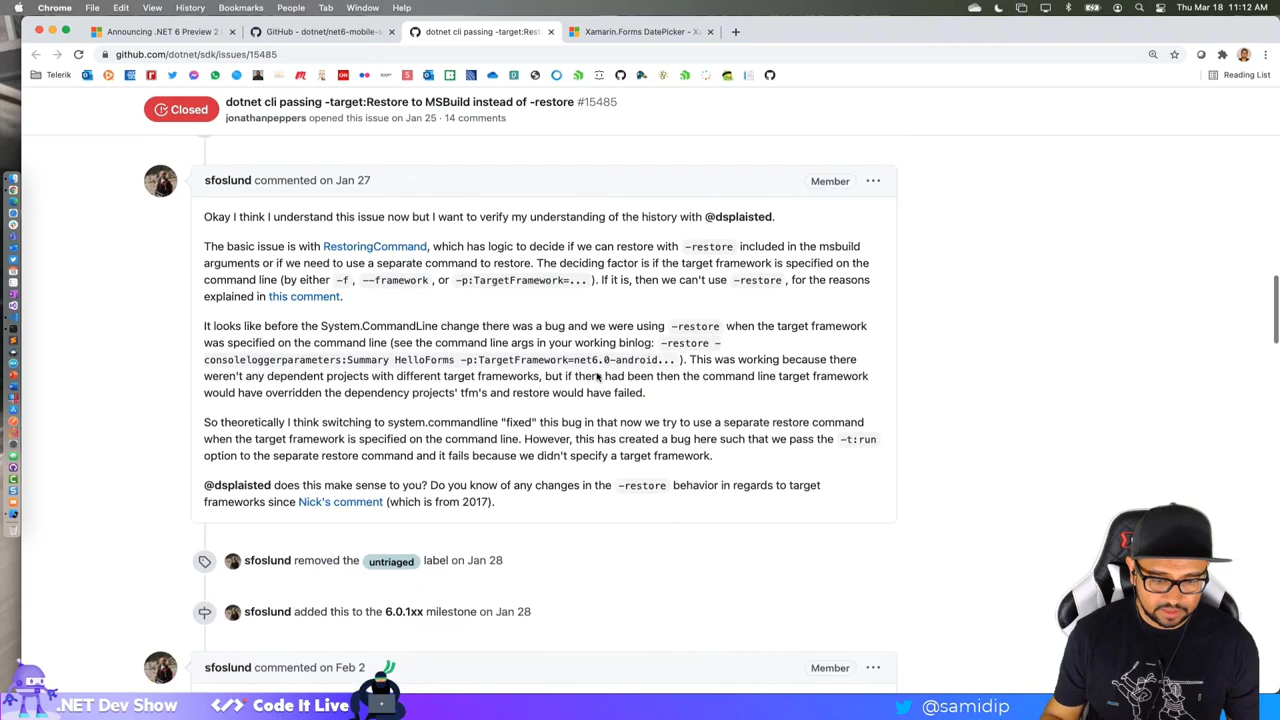 Chrome File Edit View History Bookmarks People Tab Window Help Thu Mar 18 11:12 AM
Announcing .NET 6 Preview 2 × GitHub - dotnet/net6-mobile-s × dotnet cli passing -target:Rest × Xamarin.Forms DatePicker - Xa × +
github.com/dotnet/sdk/issues/15485
Telerik Reading List
Closed dotnet cli passing -target:Restore to MSBuild instead of -restore #15485
jonathanpeppers opened this issue on Jan 25 · 14 comments
sfoslund commented on Jan 27 Member ···
Okay I think I understand this issue now but I want to verify my understanding of the history with @dsplaisted.
The basic issue is with RestoringCommand, which has logic to decide if we can restore with -restore included in the msbuild
arguments or if we need to use a separate command to restore. The deciding factor is if the target framework is specified on the
command line (by either -f , --framework , or -p:TargetFramework=... ). If it is, then we can't use -restore , for the reasons
explained in this comment.
It looks like before the System.CommandLine change there was a bug and we were using -restore when the target framework
was specified on the command line (see the command line args in your working binlog: -restore -
consoleloggerparameters:Summary HelloForms -p:TargetFramework=net6.0-android... ). This was working because there
weren't any dependent projects with different target frameworks, but if there had been then the command line target framework
would have overridden the dependency projects' tfm's and restore would have failed.
So theoretically I think switching to system.commandline "fixed" this bug in that now we try to use a separate restore command
when the target framework is specified on the command line. However, this has created a bug here such that we pass the -t:run
option to the separate restore command and it fails because we didn't specify a target framework.
@dsplaisted does this make sense to you? Do you know of any changes in the -restore behavior in regards to target
frameworks since Nick's comment (which is from 2017).
sfoslund removed the untriaged label on Jan 28
sfoslund added this to the 6.0.1xx milestone on Jan 28
sfoslund commented on Feb 2 Member ···
.NET Dev Show Code It Live @samidip